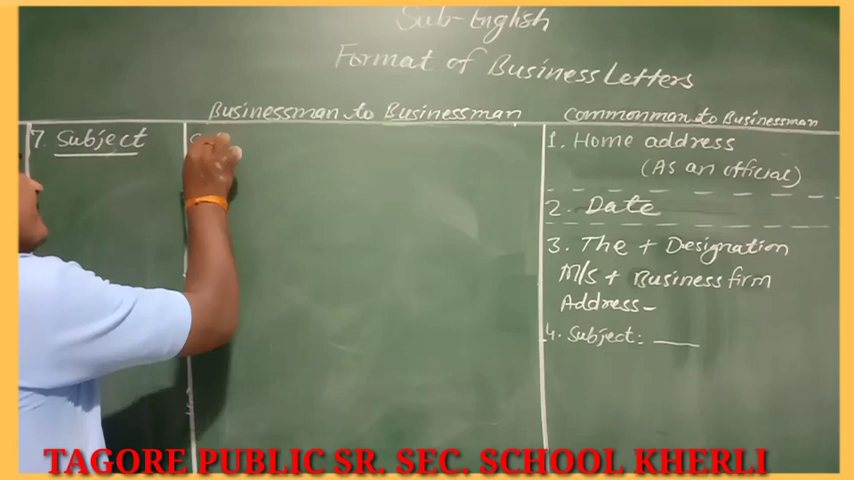 Sub-English
Format of Business Letters
Businessman to Businessman
Commonman to Businessman
7. Subject
1. Home address
(As an official)
2. Date
3. The + Designation
M/s + Business firm
Address-
4. Subject: ___
TAGORE PUBLIC SR. SEC. SCHOOL KHERLI